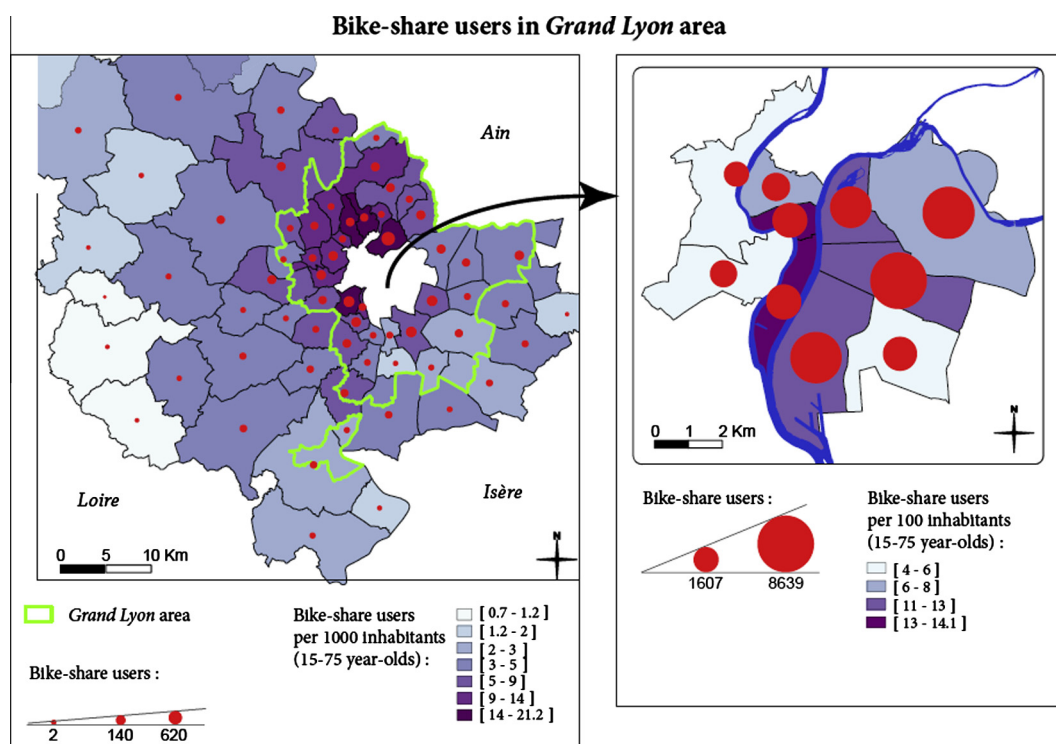 Bike-share users in Grand Lyon area
Ain
Loire
Isère
N
0 5 10 Km
Grand Lyon area
Bike-share users :
2 140 620
Bike-share users
per 1000 inhabitants
(15-75 year-olds) :
[ 0.7 - 1.2 ]
[ 1.2 - 2 ]
[ 2 - 3 ]
[ 3 - 5 ]
[ 5 - 9 ]
[ 9 - 14 ]
[ 14 - 21.2 ]
N
0 1 2 Km
Bike-share users :
1607 8639
Bike-share users
per 100 inhabitants
(15-75 year-olds) :
[ 4 - 6 ]
[ 6 - 8 ]
[ 11 - 13 ]
[ 13 - 14.1 ]